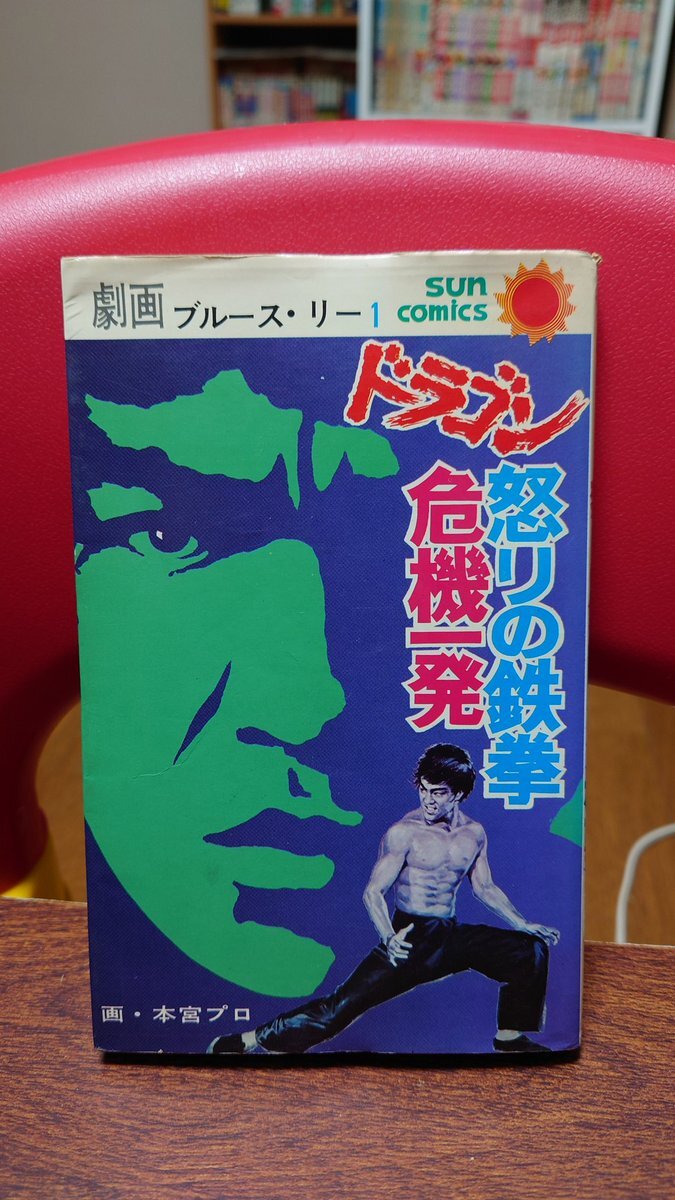 劇画 ブルース・リー1
sun
comics
ドラゴン
怒りの鉄拳
危機一発
画・本宮プロ